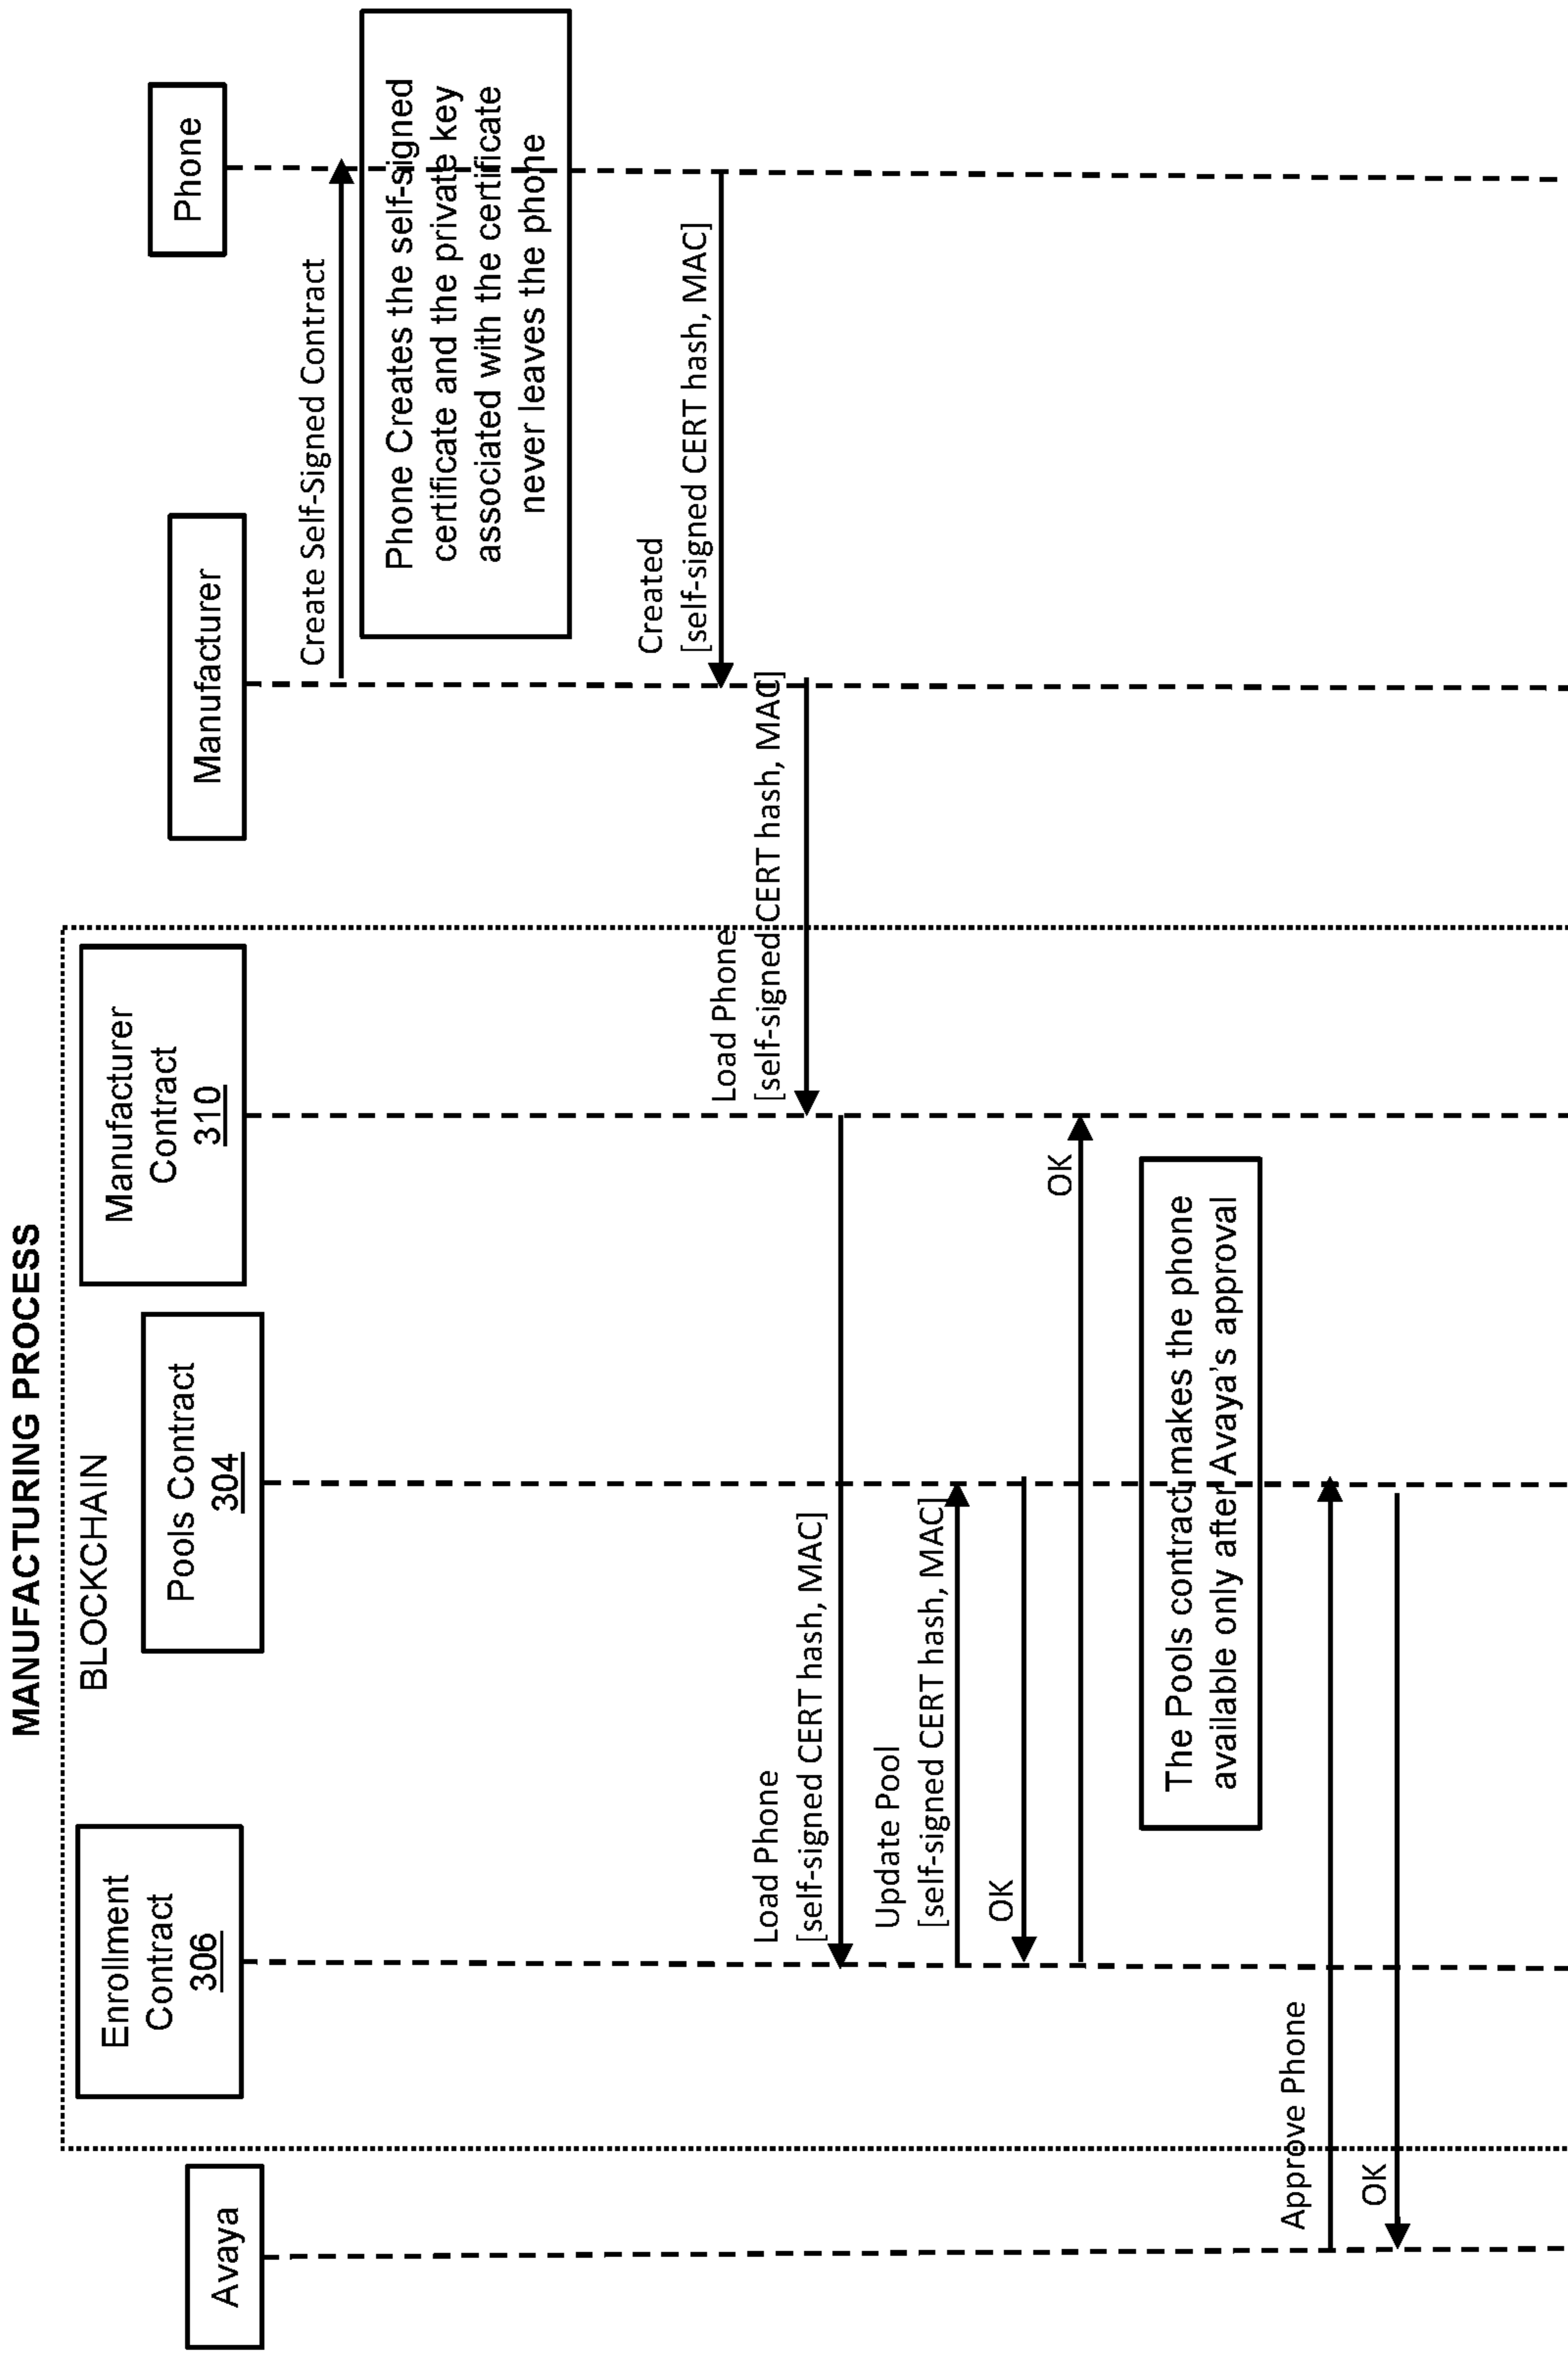 MANUFACTURING PROCESS
BLOCKCHAIN
Avaya
Enrollment
Contract
306
Pools Contract
304
Manufacturer
Contract
310
Manufacturer
Phone
Create Self-Signed Contract
Phone Creates the self-signed
certificate and the private key
associated with the certificate
never leaves the phone
Created
[self-signed CERT hash, MAC]
Load Phone
[self-signed CERT hash, MAC]
Load Phone
[self-signed CERT hash, MAC]
Update Pool
[self-signed CERT hash, MAC]
OK
OK
The Pools contract makes the phone
available only after Avaya's approval
Approve Phone
OK